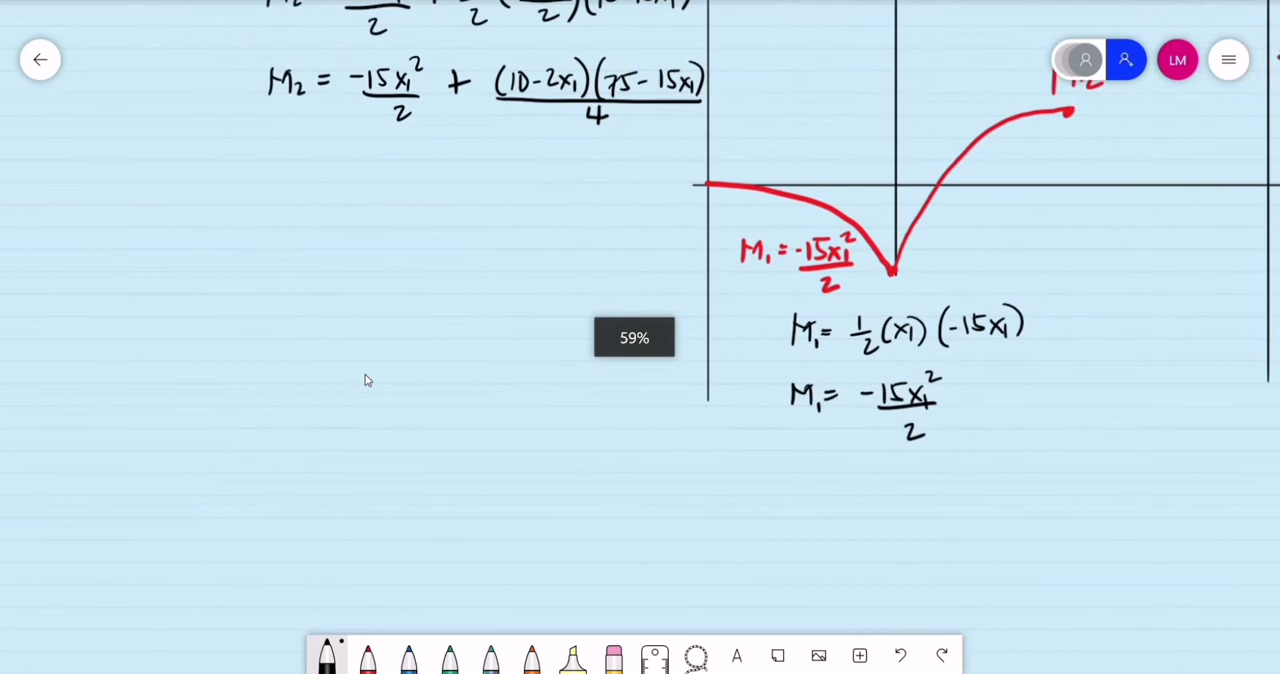 M₂ = -15x₁²/2 + (10-2x₁)(75-15x₁)/4
M₁ = -15x₁²/2
M₁ = 1/2 (x₁) (-15x₁)
M₁ = -15x₁²/2
59%
LM
A